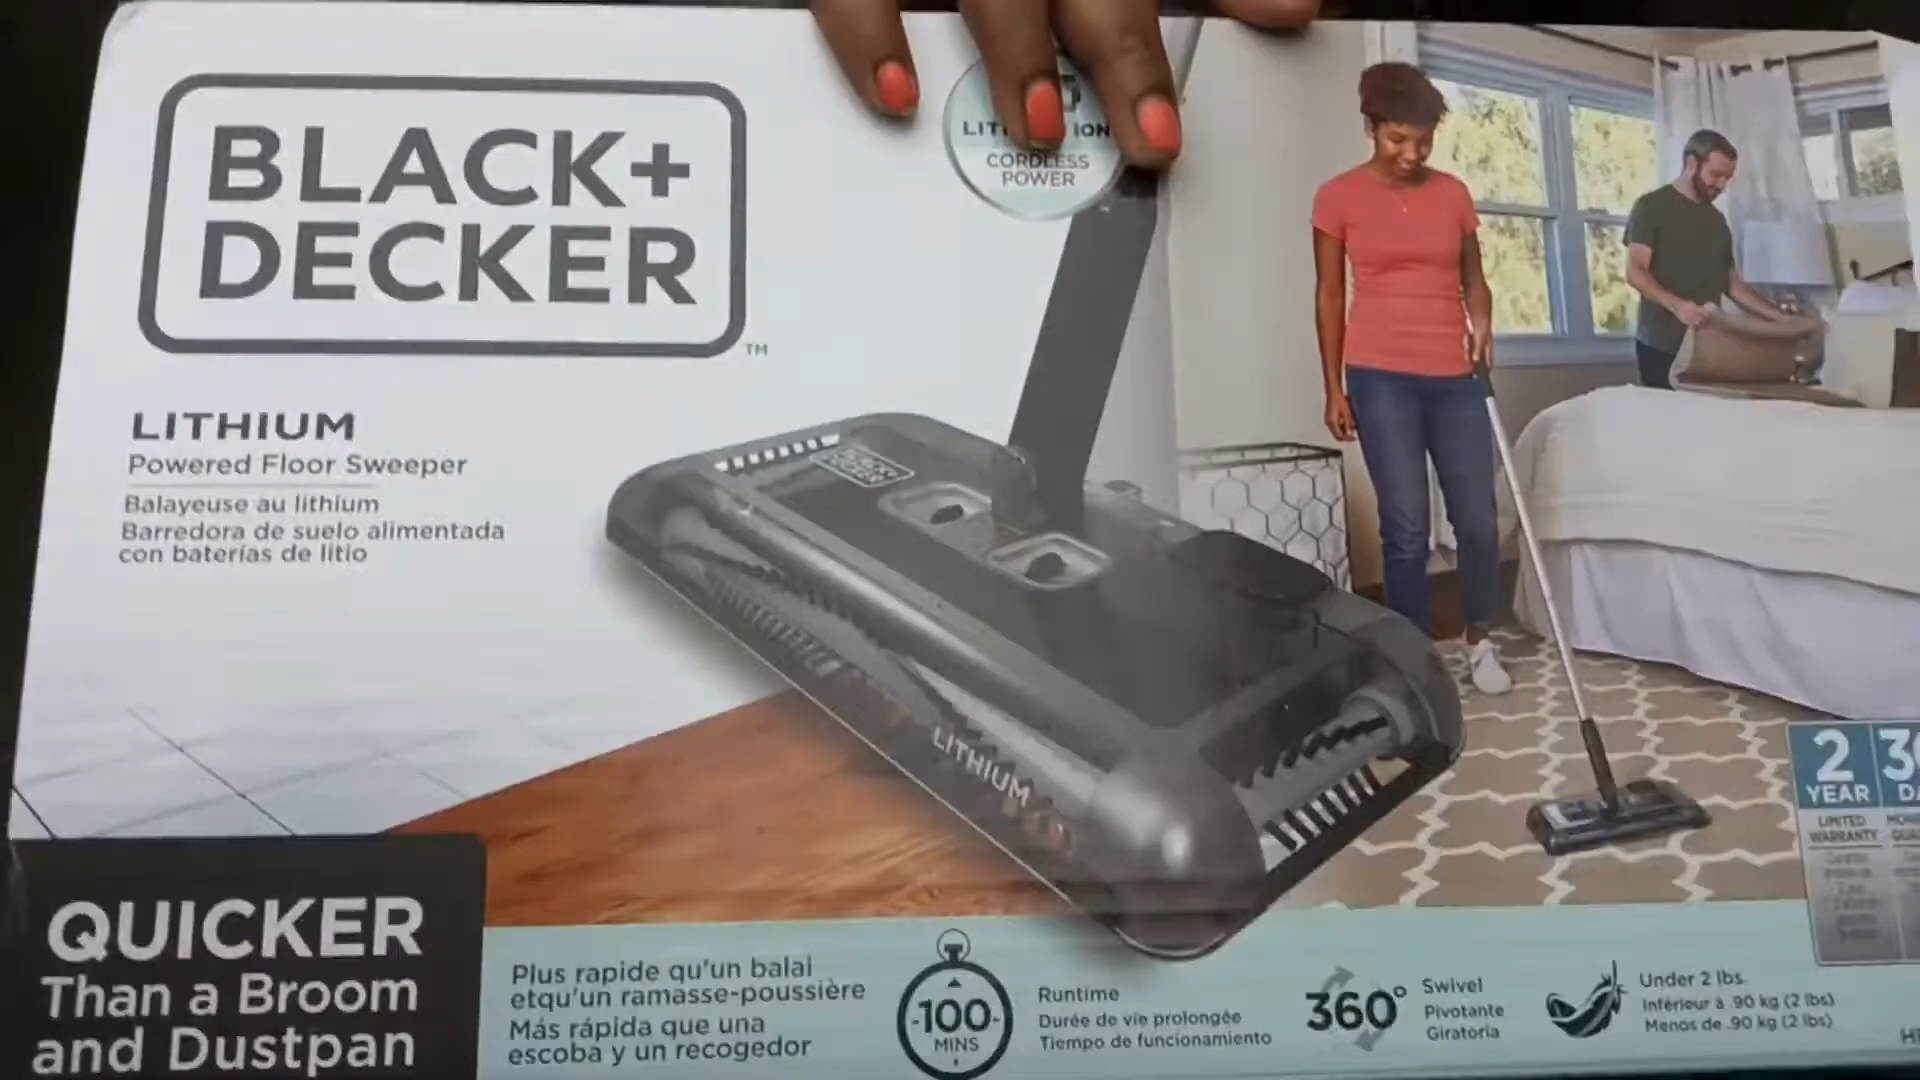 BLACK+
DECKER
TM
LITHIUM
Powered Floor Sweeper
Balayeuse au lithium
Barredora de suelo alimentada
con baterías de litio
ION
CORDLESS
POWER
BLACK+
DECKER
LITHIUM
2
YEAR
LIMITED
WARRANTY
QUICKER
Than a Broom
and Dustpan
Plus rapide qu'un balai
etqu'un ramasse-poussière
Más rápida que una
escoba y un recogedor
-100-
MINS
Runtime
Durée de vie prolongée
Tiempo de funcionamiento
360°
Swivel
Pivotante
Giratoria
Under 2 lbs.
Inférieur à .90 kg (2 lbs)
Menos de .90 kg (2 lbs)